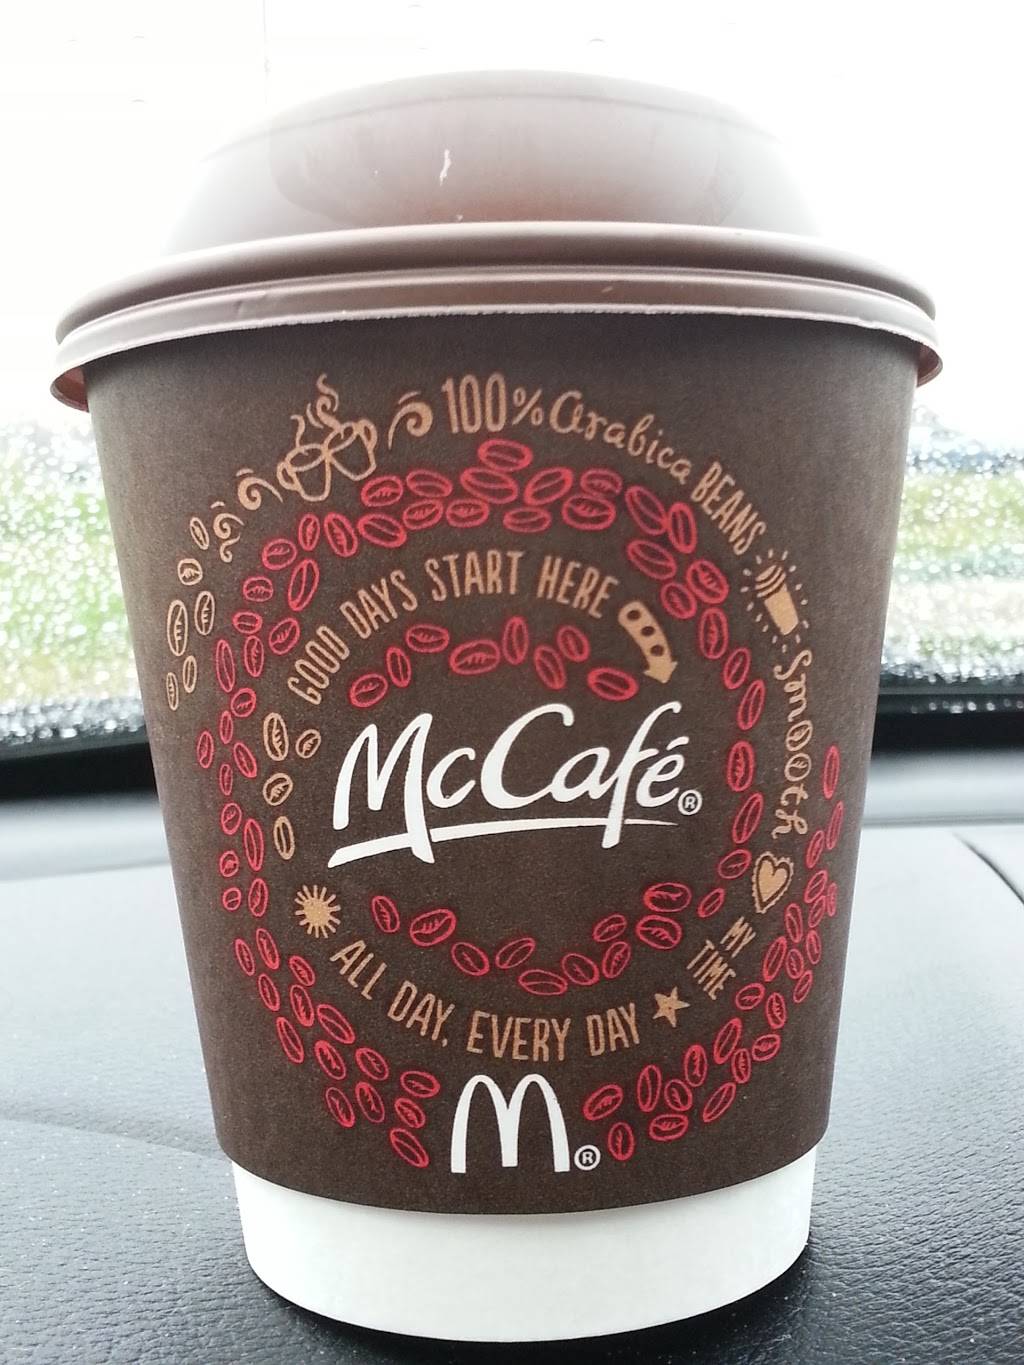 100% Arabica BEANS
Smooth
MY TIME
GOOD DAYS START HERE
McCafé®
ALL DAY, EVERY DAY
M®